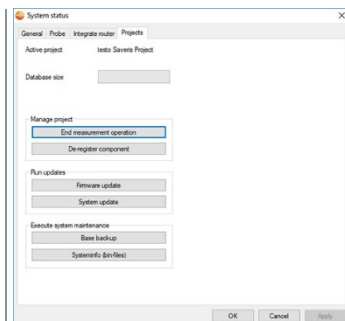 System status
General Probe Integrate router Projects
Active project testo Saveris Project
Database size
Manage project
End measurement operation
De-register component
Run updates
Firmware update
System update
Execute system maintenance
Base backup
Systeminfo (bin-files)
OK Cancel Apply